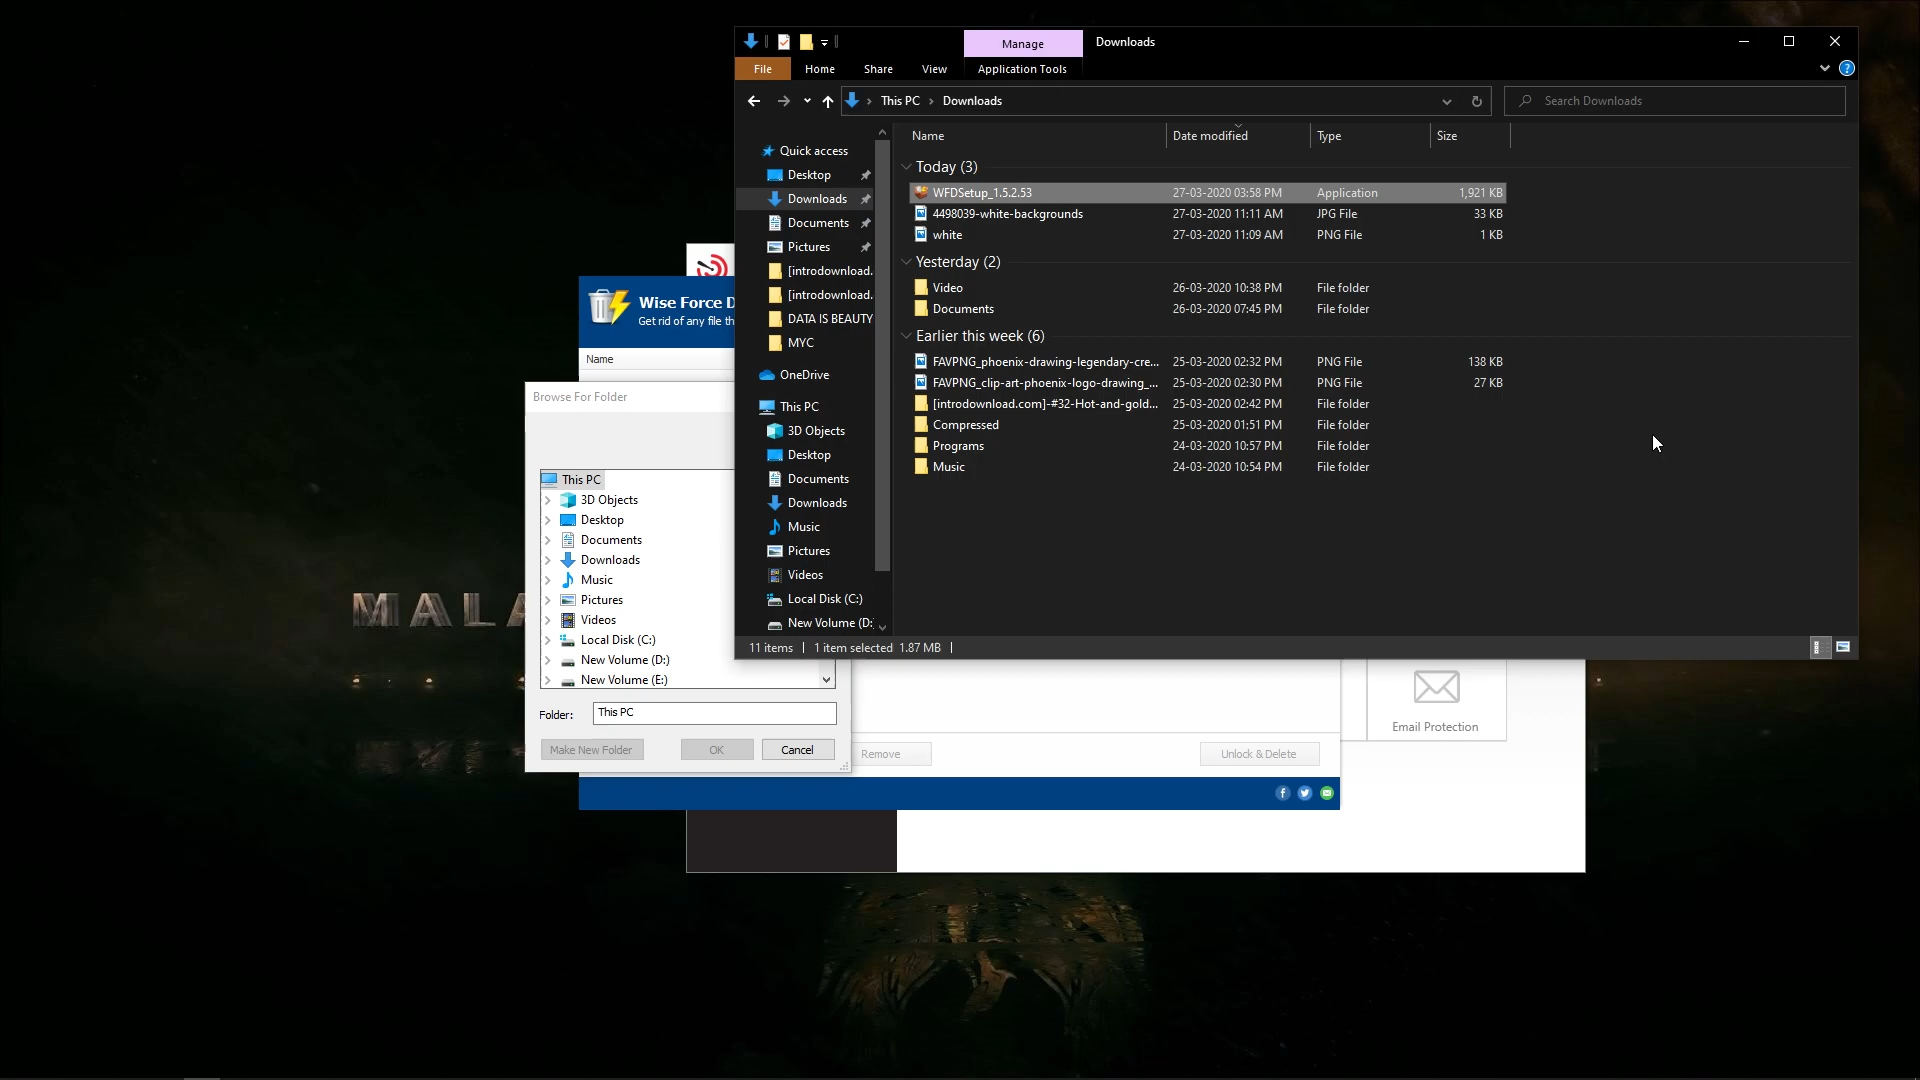 Manage
Downloads
File
Home
Share
View
Application Tools
This PC
Downloads
Search Downloads
Name
Date modified
Type
Size
Quick access
Desktop
Downloads
Documents
Pictures
[introdownload.
[introdownload.
DATA IS BEAUTY
MYC
OneDrive
This PC
3D Objects
Desktop
Documents
Downloads
Music
Pictures
Videos
Local Disk (C:)
New Volume (D:
Today (3)
WFDSetup_1.5.2.53 27-03-2020 03:58 PM Application 1,921 KB
4498039-white-backgrounds 27-03-2020 11:11 AM JPG File 33 KB
white 27-03-2020 11:09 AM PNG File 1 KB
Yesterday (2)
Video 26-03-2020 10:38 PM File folder
Documents 26-03-2020 07:45 PM File folder
Earlier this week (6)
FAVPNG_phoenix-drawing-legendary-cre... 25-03-2020 02:32 PM PNG File 138 KB
FAVPNG_clip-art-phoenix-logo-drawing_... 25-03-2020 02:30 PM PNG File 27 KB
[introdownload.com]-#32-Hot-and-gold... 25-03-2020 02:42 PM File folder
Compressed 25-03-2020 01:51 PM File folder
Programs 24-03-2020 10:57 PM File folder
Music 24-03-2020 10:54 PM File folder
11 items
1 item selected 1.87 MB
Wise Force D
Get rid of any file th
Name
Browse For Folder
This PC
3D Objects
Desktop
Documents
Downloads
Music
Pictures
Videos
Local Disk (C:)
New Volume (D:)
New Volume (E:)
Folder: This PC
Make New Folder
OK
Cancel
Remove
Unlock & Delete
Email Protection
MALA